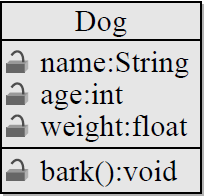 Dog
name:String
age:int
weight:float
bark():void